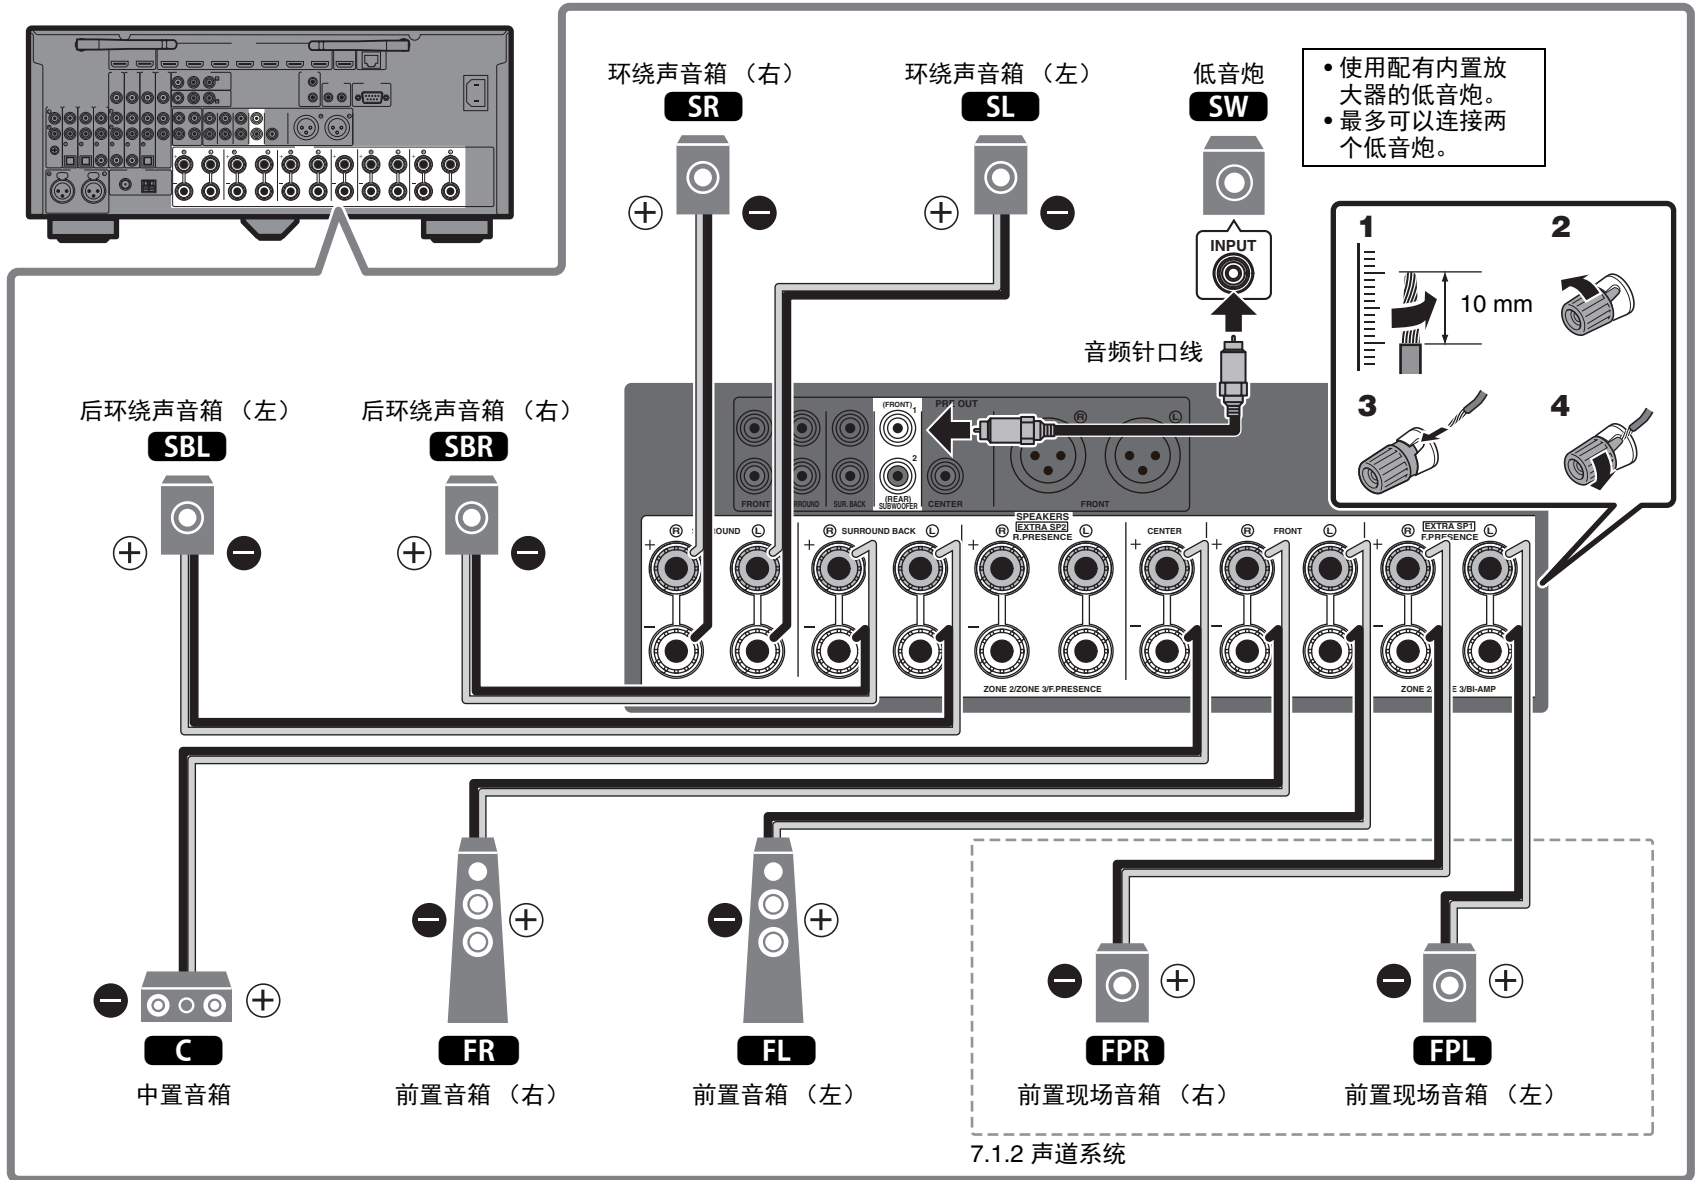 环绕声音箱 （右）
SR
环绕声音箱 （左）
SL
低音炮
SW
• 使用配有内置放
大器的低音炮。
• 最多可以连接两
个低音炮。
INPUT
音频针口线
1
2
10 mm
3
4
后环绕声音箱 （左）
SBL
后环绕声音箱 （右）
SBR
(FRONT)
1
PRE OUT
R
L
2
FRONT
SUR. BACK
(REAR)
SUBWOOFER
CENTER
FRONT
SPEAKERS
R
L
R SURROUND BACK L
R
EXTRA SP2
R.PRESENCE
L
CENTER
R FRONT L
R
EXTRA SP1
F.PRESENCE
L
ZONE 2/ZONE 3/F.PRESENCE
ZONE 2/ E 3/BI-AMP
C
中置音箱
FR
前置音箱 （右）
FL
前置音箱 （左）
FPR
前置现场音箱 （右）
FPL
前置现场音箱 （左）
7.1.2 声道系统